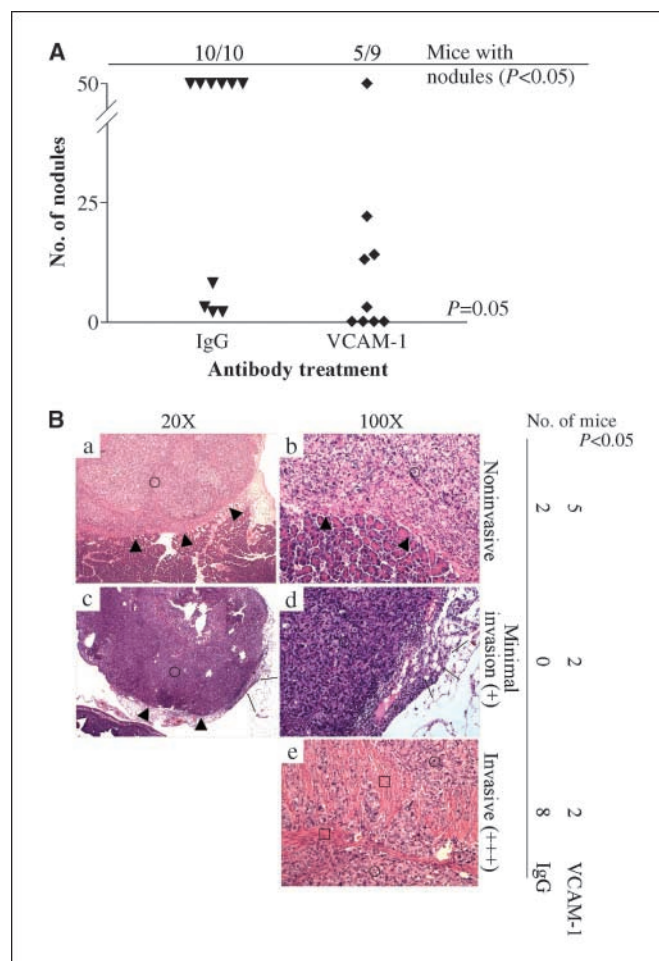 A
10/10 5/9 Mice with
nodules (P<0.05)
50
25
0
No. of nodules
P=0.05
IgG VCAM-1
Antibody treatment
B
20X 100X
No. of mice
P<0.05
a b
Noninvasive
2 5
c d
Minimal
invasion (+)
0 2
e
Invasive (+++)
8 2
IgG VCAM-1